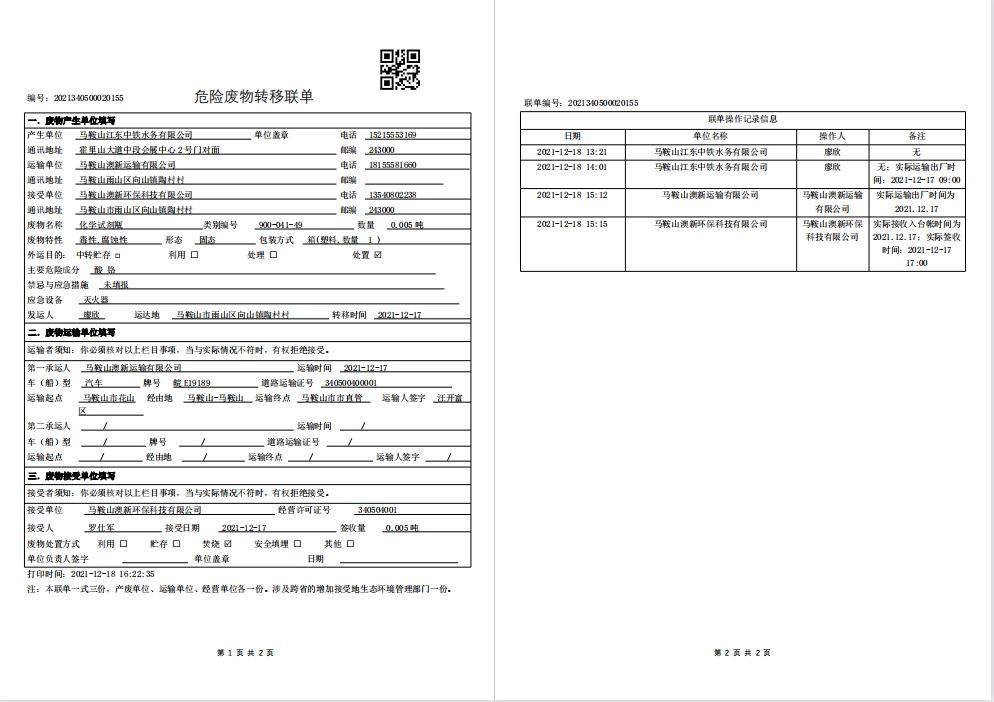 编号：2021340500020155
危险废物转移联单
一．废物产生单位填写
产生单位 马鞍山江东中铁水务有限公司 单位盖章 电话 15215553169
通讯地址 霍里山大道中段会展中心2号门对面 邮编 243000
运输单位 马鞍山澳新运输有限公司 电话 18155581660
通讯地址 马鞍山雨山区向山镇陶村村 邮编
接受单位 马鞍山澳新环保科技有限公司 电话 13540802238
通讯地址 马鞍山市雨山区向山镇陶村村 邮编 243000
废物名称 化学试剂瓶 类别编号 900-041-49 数量 0.005 吨
废物特性 毒性,腐蚀性 形态 固态 包装方式 箱(塑料,数量 1 )
外运目的： 中转贮存 □ 利用 □ 处理 □ 处置 ☑
主要危险成分 酸 铬
禁忌与应急措施 未填报
应急设备 灭火器
发运人 廖欣 运达地 马鞍山市雨山区向山镇陶村村 转移时间 2021-12-17
二．废物运输单位填写
运输者须知：你必须核对以上栏目事项，当与实际情况不符时，有权拒绝接受。
第一承运人 马鞍山澳新运输有限公司 运输时间 2021-12-17
车（船）型 汽车 牌号 皖E19189 道路运输证号 340500400001
运输起点 马鞍山市花山区 经由地 马鞍山-马鞍山 运输终点 马鞍山市市直管 运输人签字 汪开富
第二承运人 / 运输时间 /
车（船）型 / 牌号 / 道路运输证号 /
运输起点 / 经由地 / 运输终点 / 运输人签字 /
三．废物接受单位填写
接受者须知：你必须核对以上栏目事项，当与实际情况不符时，有权拒绝接受。
接受单位 马鞍山澳新环保科技有限公司 经营许可证号 340504001
接受人 罗仕军 接受日期 2021-12-17 签收量 0.005 吨
废物处置方式 利用 □ 贮存 □ 焚烧 ☑ 安全填埋 □ 其他 □
单位负责人签字 单位盖章 日期
打印时间：2021-12-18 16:22:35
注：本联单一式三份，产废单位、运输单位、经营单位各一份。涉及跨省的增加接受地生态环境管理部门一份。
第 1 页 共 2 页
联单编号：2021340500020155
联单操作记录信息
日期 单位名称 操作人 备注
2021-12-18 13:21 马鞍山江东中铁水务有限公司 廖欣 无
2021-12-18 14:01 马鞍山江东中铁水务有限公司 廖欣 无；实际运输出厂时间：2021-12-17 09:00
2021-12-18 15:12 马鞍山澳新运输有限公司 马鞍山澳新运输有限公司 实际运输出厂时间为2021.12.17
2021-12-18 15:15 马鞍山澳新环保科技有限公司 马鞍山澳新环保科技有限公司 实际接收入台帐时间为2021.12.17；实际签收时间：2021-12-17 17:00
第 2 页 共 2 页